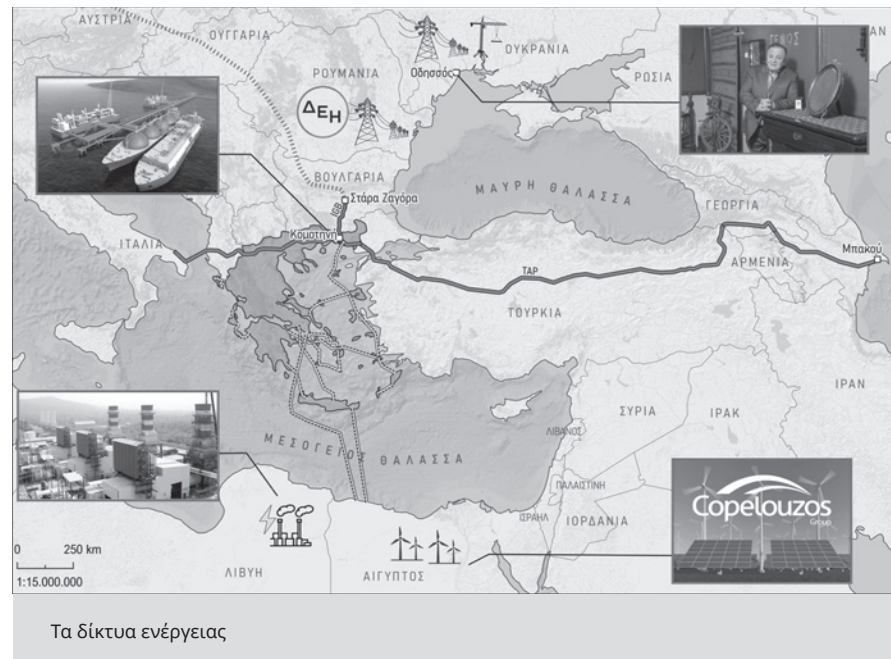 ΑΥΣΤΡΙΑ
ΟΥΓΓΑΡΙΑ
ΟΥΚΡΑΝΙΑ
ΓΕΝΟΣ
ΡΟΥΜΑΝΙΑ
Οδησσός
ΡΩΣΙΑ
ΔΕΗ
ΒΟΥΛΓΑΡΙΑ
Στάρα Ζαγόρα
IGB
ΜΑΥΡΗ ΘΑΛΑΣΣΑ
ΓΕΩΡΓΙΑ
Κομοτηνή
ΙΤΑΛΙΑ
Μπακού
ΑΡΜΕΝΙΑ
TAP
ΤΟΥΡΚΙΑ
ΙΡΑΝ
ΣΥΡΙΑ
ΙΡΑΚ
ΛΙΒΑΝΟΣ
ΜΕΣΟΓΕΙΟΣ ΘΑΛΑΣΣΑ
ΠΑΛΑΙΣΤΙΝΗ
ΙΣΡΑΗΛ
ΙΟΡΔΑΝΙΑ
Copelouzos
Group
0 250 km
1:15.000.000
ΛΙΒΥΗ
ΑΙΓΥΠΤΟΣ
Τα δίκτυα ενέργειας